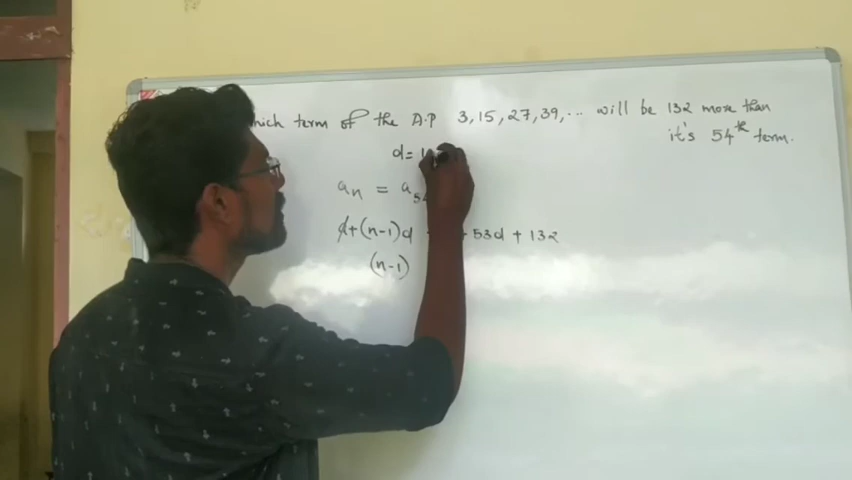 term of the A.P 3, 15, 27, 39, ... will be 132 more than
it's 54th term.
d=
an = a
a+(n-1)d + 53d + 132
(n-1)